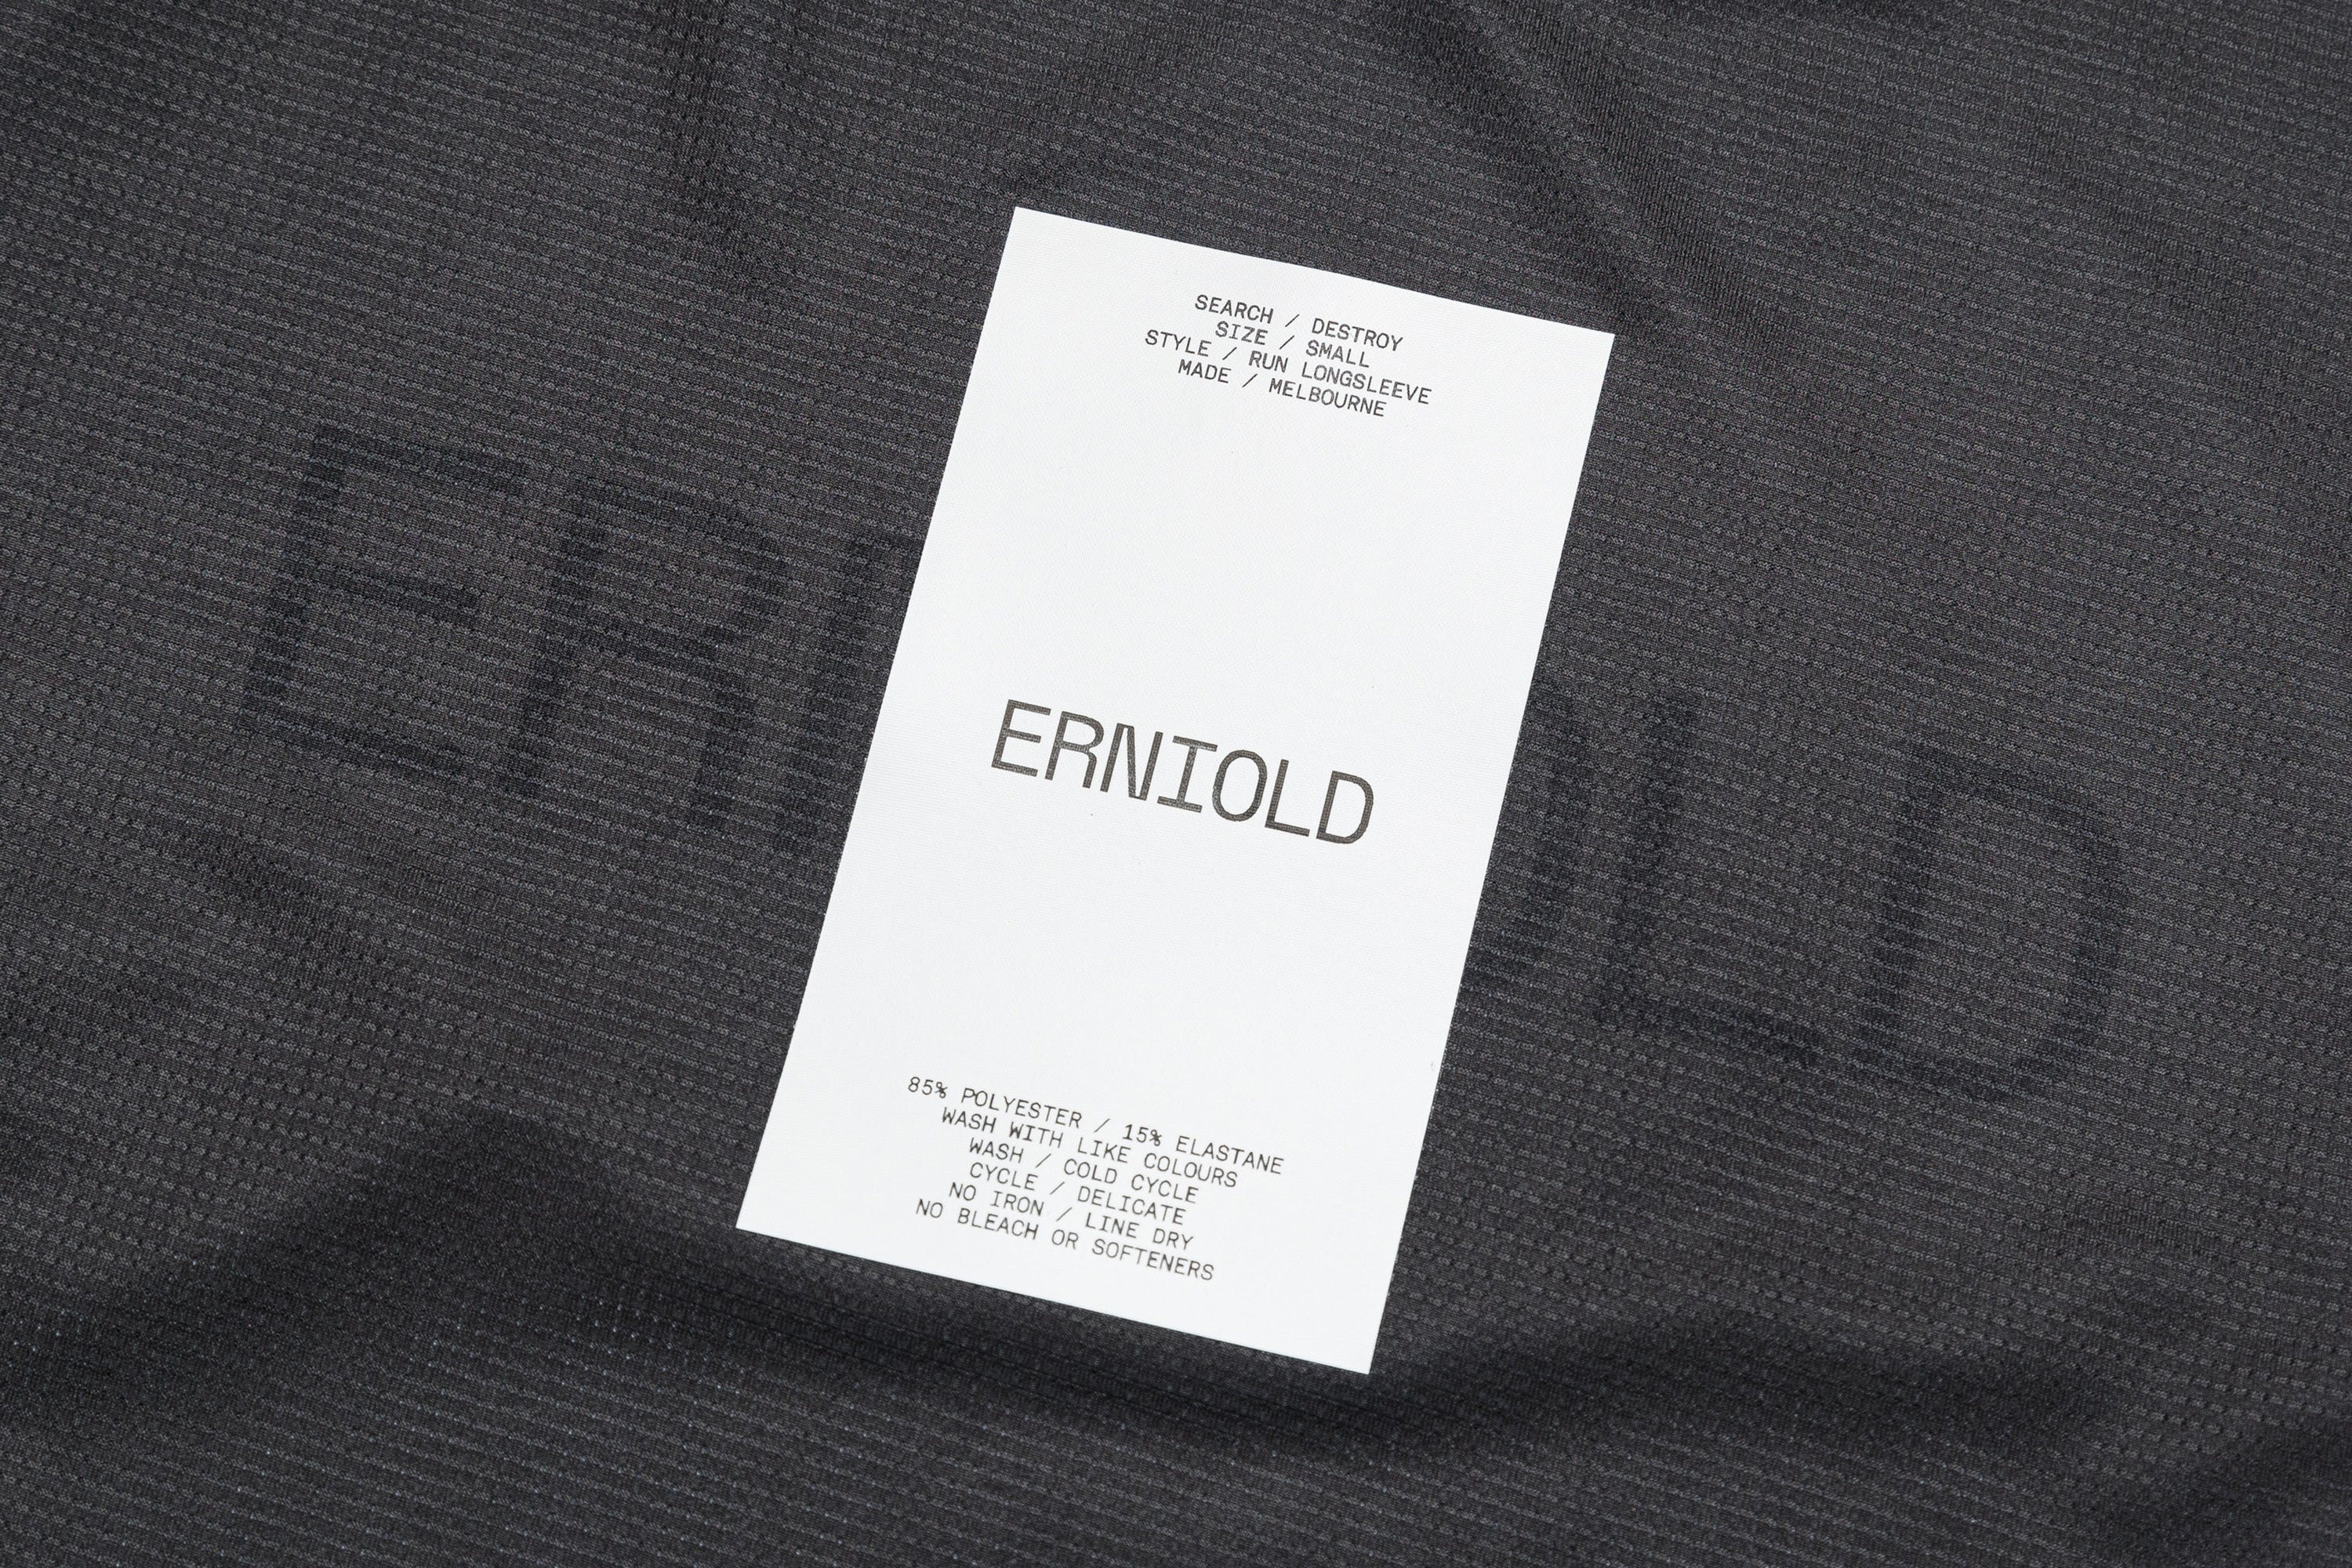 SEARCH / DESTROY
SIZE / SMALL
STYLE / RUN LONGSLEEVE
MADE / MELBOURNE
ERNIOLD
85% POLYESTER / 15% ELASTANE
WASH WITH LIKE COLOURS
WASH / COLD CYCLE
CYCLE / DELICATE
NO IRON / LINE DRY
NO BLEACH OR SOFTENERS